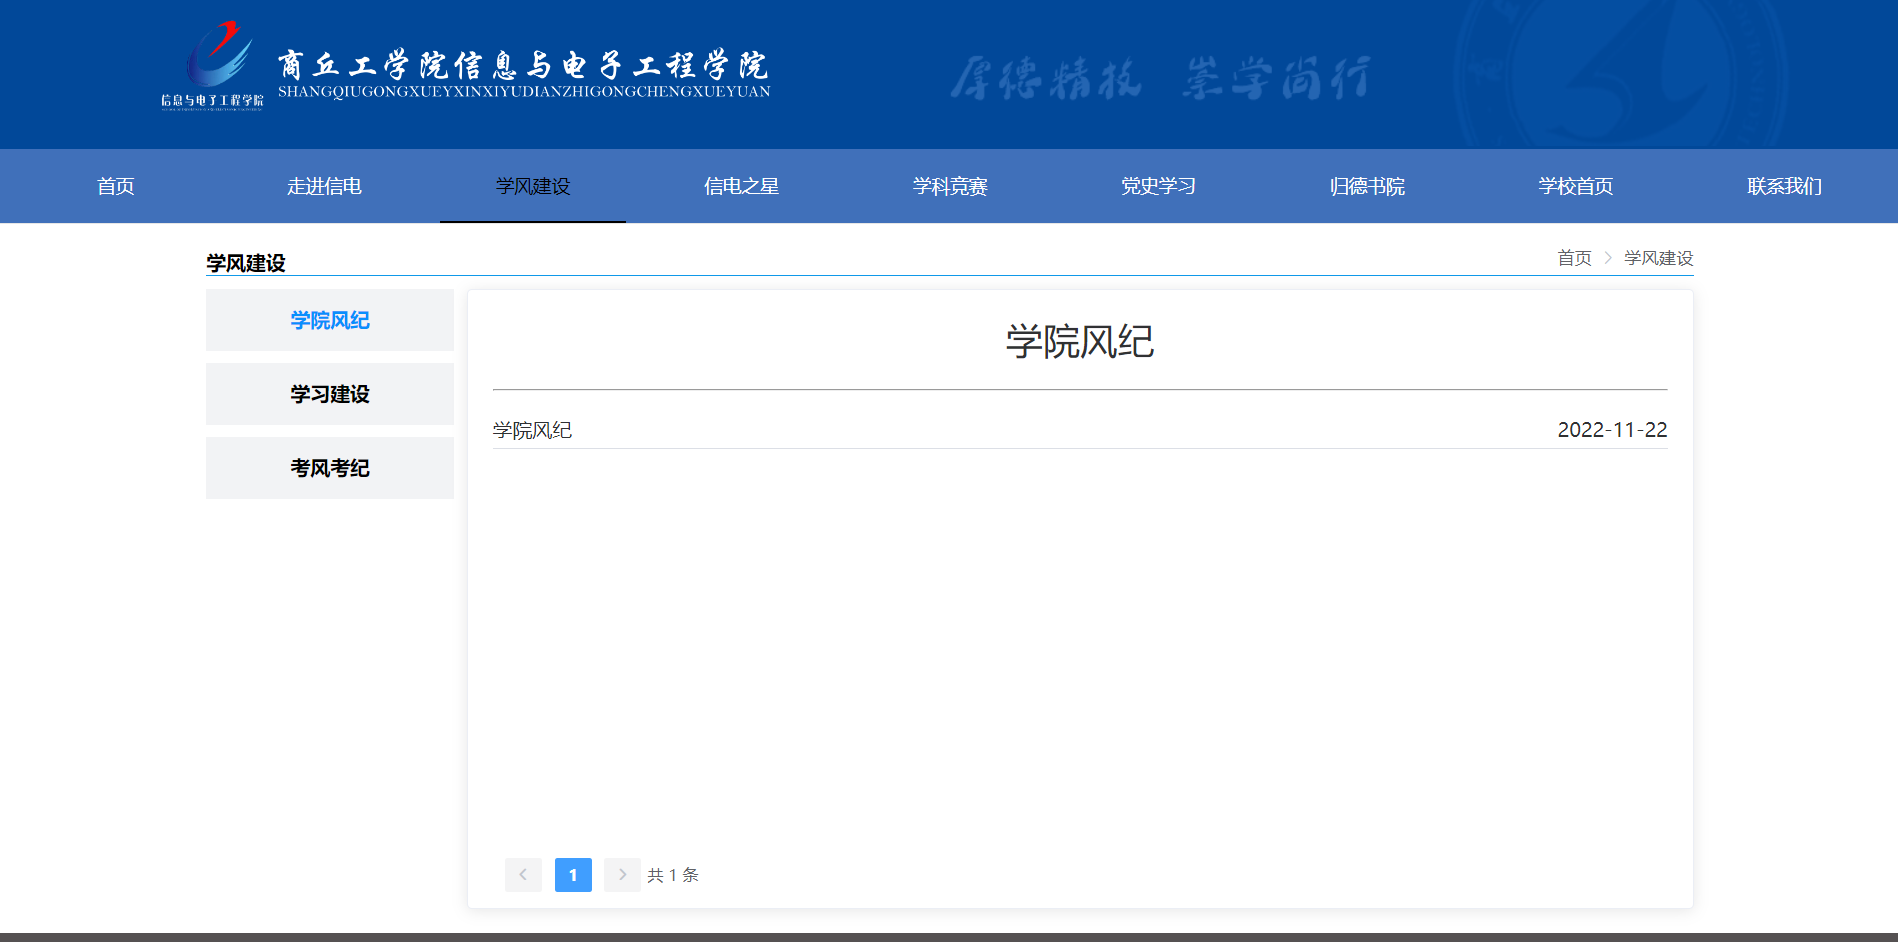 商丘工学院信息与电子工程学院
SHANGQIUGONGXUEYXINXIYUDIANZHIGONGCHENGXUEYUAN
信息与电子工程学院
厚德精技 崇学尚行
首页 走进信电 学风建设 信电之星 学科竞赛 党史学习 归德书院 学校首页 联系我们
学风建设
首页 > 学风建设
学院风纪
学习建设
考风考纪
学院风纪
学院风纪 2022-11-22
< 1 > 共 1 条